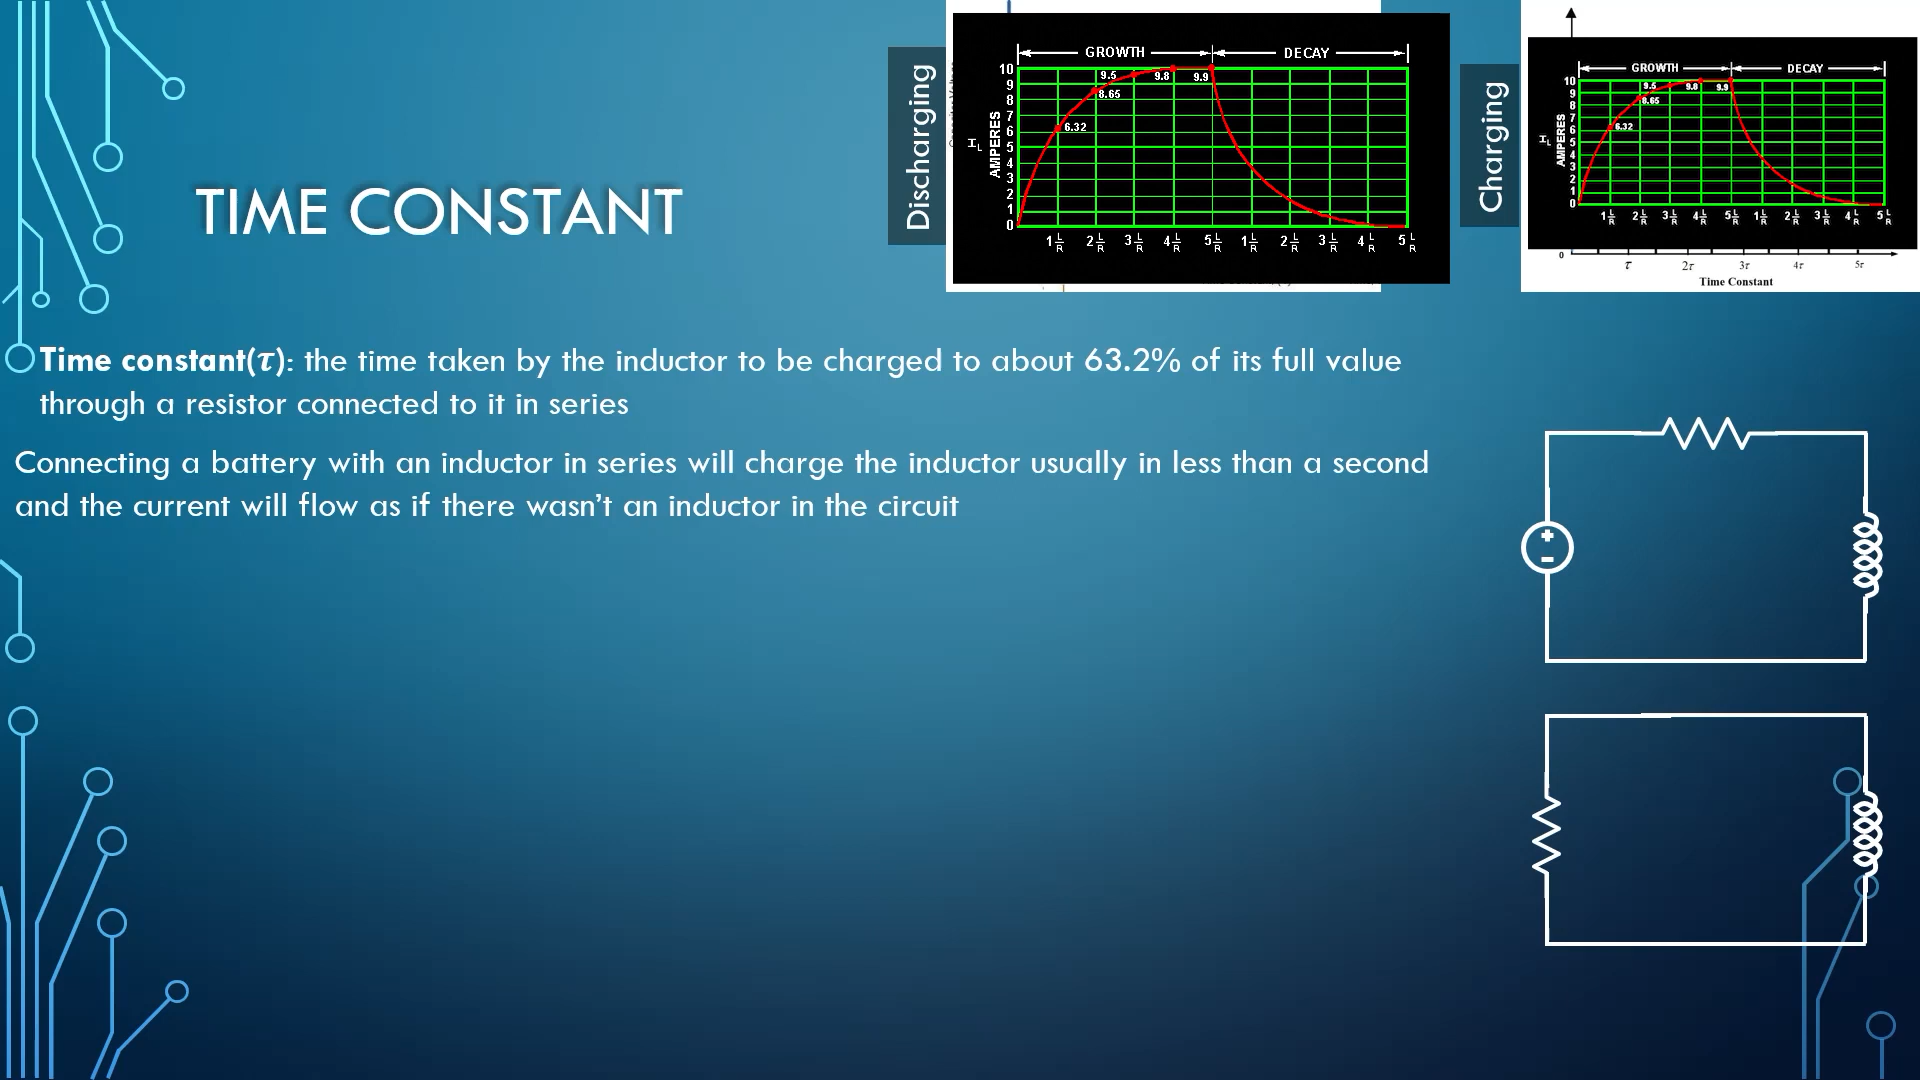 TIME CONSTANT
Discharging
GROWTH DECAY
10
9
8
7
6
5
4
3
2
1
0
I L
AMPERES
6.32
8.65
9.5
9.8
9.9
1 L/R 2 L/R 3 L/R 4 L/R 5 L/R 1 L/R 2 L/R 3 L/R 4 L/R 5 L/R
Charging
GROWTH DECAY
10
9
8
7
6
5
4
3
2
1
0
I L
AMPERES
6.32
8.65
9.5
9.8
9.9
1 L/R 2 L/R 3 L/R 4 L/R 5 L/R 1 L/R 2 L/R 3 L/R 4 L/R 5 L/R
0
τ 2τ 3τ 4τ 5τ
Time Constant
Time constant(τ): the time taken by the inductor to be charged to about 63.2% of its full value
through a resistor connected to it in series
Connecting a battery with an inductor in series will charge the inductor usually in less than a second
and the current will flow as if there wasn't an inductor in the circuit
+
-